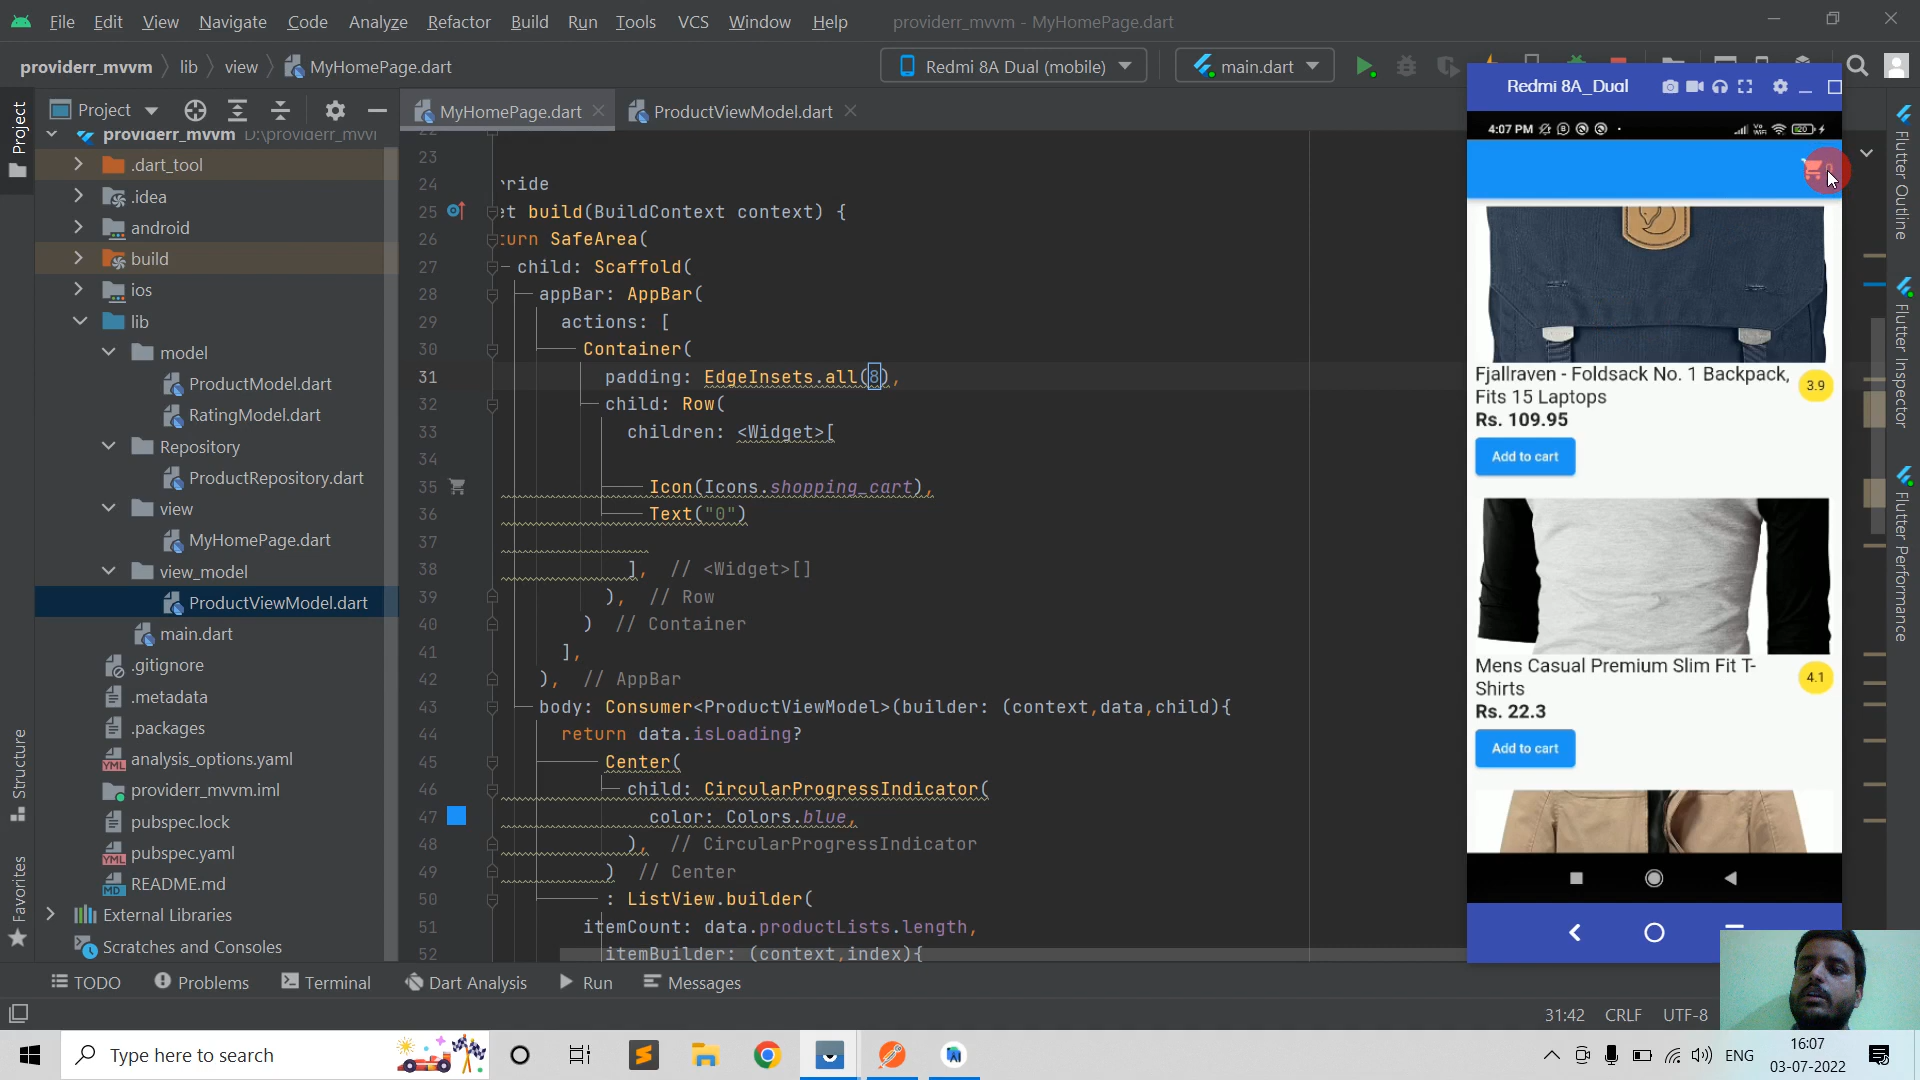 File Edit View Navigate Code Analyze Refactor Build Run Tools VCS Window Help providerr_mvvm - MyHomePage.dart
providerr_mvvm lib view MyHomePage.dart
Redmi 8A Dual (mobile) main.dart
Project
MyHomePage.dart ProductViewModel.dart
providerr_mvvm
.dart_tool
.idea
android
build
ios
lib
model
ProductModel.dart
RatingModel.dart
Repository
ProductRepository.dart
view
MyHomePage.dart
view_model
ProductViewModel.dart
main.dart
.gitignore
.metadata
.packages
analysis_options.yaml
providerr_mvvm.iml
pubspec.lock
pubspec.yaml
README.md
External Libraries
Scratches and Consoles
Project
Structure
Favorites
23
24 ride
25 et build(BuildContext context) {
26 turn SafeArea(
27 child: Scaffold(
28 appBar: AppBar(
29 actions: [
30 Container(
31 padding: EdgeInsets.all(8),
32 child: Row(
33 children: <Widget>[
34
35 Icon(Icons.shopping_cart),
36 Text("0")
37
38 ], // <Widget>[]
39 ), // Row
40 ) // Container
41 ],
42 ), // AppBar
43 body: Consumer<ProductViewModel>(builder: (context,data,child){
44 return data.isLoading?
45 Center(
46 child: CircularProgressIndicator(
47 color: Colors.blue,
48 ), // CircularProgressIndicator
49 ) // Center
50 : ListView.builder(
51 itemCount: data.productLists.length,
52 itemBuilder: (context,index){
Redmi 8A_Dual
4:07 PM
20
Fjallraven - Foldsack No. 1 Backpack,
Fits 15 Laptops
3.9
Rs. 109.95
Add to cart
Mens Casual Premium Slim Fit T-
Shirts
4.1
Rs. 22.3
Add to cart
Flutter Outline
Flutter Inspector
Flutter Performance
TODO Problems Terminal Dart Analysis Run Messages
31:42 CRLF UTF-8
Type here to search
ENG
16:07
03-07-2022